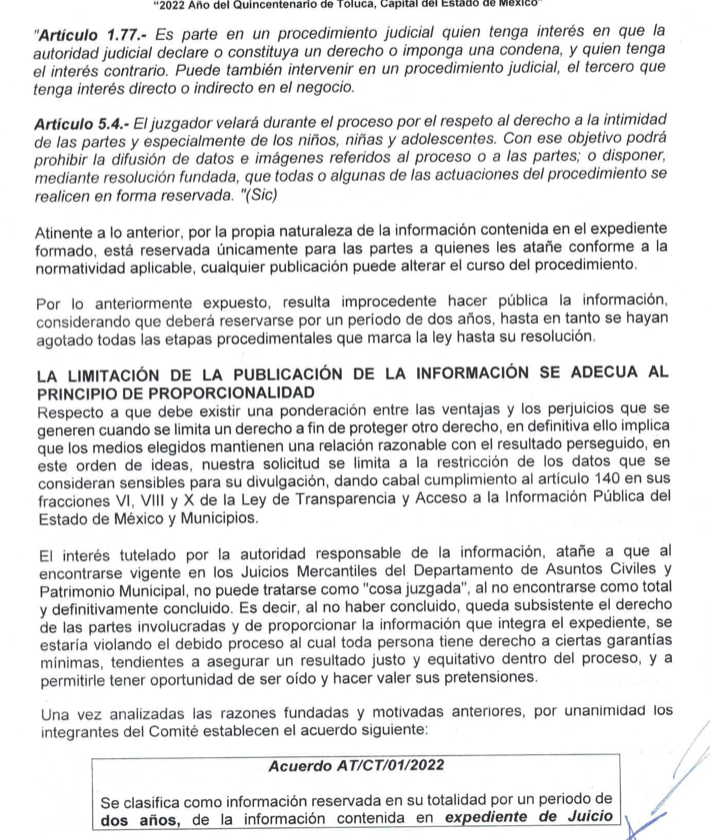 "2022 Año del Quincentenario de Toluca, Capital del Estado de México"
"Artículo 1.77.- Es parte en un procedimiento judicial quien tenga interés en que la
autoridad judicial declare o constituya un derecho o imponga una condena, y quien tenga
el interés contrario. Puede también intervenir en un procedimiento judicial, el tercero que
tenga interés directo o indirecto en el negocio.
Artículo 5.4.- El juzgador velará durante el proceso por el respeto al derecho a la intimidad
de las partes y especialmente de los niños, niñas y adolescentes. Con ese objetivo podrá
prohibir la difusión de datos e imágenes referidos al proceso o a las partes; o disponer,
mediante resolución fundada, que todas o algunas de las actuaciones del procedimiento se
realicen en forma reservada. "(Sic)
Atinente a lo anterior, por la propia naturaleza de la información contenida en el expediente
formado, está reservada únicamente para las partes a quienes les atañe conforme a la
normatividad aplicable, cualquier publicación puede alterar el curso del procedimiento.
Por lo anteriormente expuesto, resulta improcedente hacer pública la información,
considerando que deberá reservarse por un período de dos años, hasta en tanto se hayan
agotado todas las etapas procedimentales que marca la ley hasta su resolución.
LA LIMITACIÓN DE LA PUBLICACIÓN DE LA INFORMACIÓN SE ADECUA AL
PRINCIPIO DE PROPORCIONALIDAD
Respecto a que debe existir una ponderación entre las ventajas y los perjuicios que se
generen cuando se limita un derecho a fin de proteger otro derecho, en definitiva ello implica
que los medios elegidos mantienen una relación razonable con el resultado perseguido, en
este orden de ideas, nuestra solicitud se limita a la restricción de los datos que se
consideran sensibles para su divulgación, dando cabal cumplimiento al artículo 140 en sus
fracciones VI, VIII y X de la Ley de Transparencia y Acceso a la Información Pública del
Estado de México y Municipios.
El interés tutelado por la autoridad responsable de la información, atañe a que al
encontrarse vigente en los Juicios Mercantiles del Departamento de Asuntos Civiles y
Patrimonio Municipal, no puede tratarse como "cosa juzgada", al no encontrarse como total
y definitivamente concluido. Es decir, al no haber concluido, queda subsistente el derecho
de las partes involucradas y de proporcionar la información que integra el expediente, se
estaría violando el debido proceso al cual toda persona tiene derecho a ciertas garantías
mínimas, tendientes a asegurar un resultado justo y equitativo dentro del proceso, y a
permitirle tener oportunidad de ser oído y hacer valer sus pretensiones.
Una vez analizadas las razones fundadas y motivadas anteriores, por unanimidad los
integrantes del Comité establecen el acuerdo siguiente:
Acuerdo AT/CT/01/2022
Se clasifica como información reservada en su totalidad por un periodo de
dos años, de la información contenida en expediente de Juicio